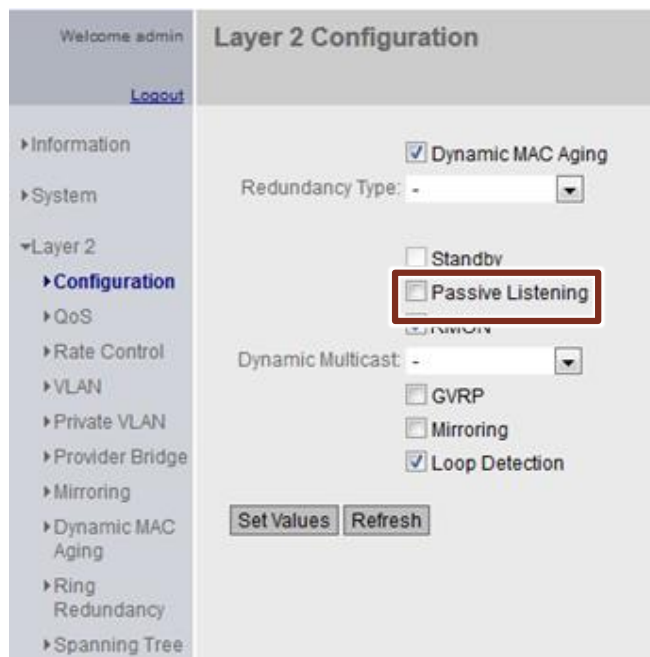 Welcome admin
Logout
Layer 2 Configuration
Information
System
Layer 2
Configuration
QoS
Rate Control
VLAN
Private VLAN
Provider Bridge
Mirroring
Dynamic MAC
Aging
Ring
Redundancy
Spanning Tree
Dynamic MAC Aging
Redundancy Type: -
Standby
Passive Listening
RMON
Dynamic Multicast: -
GVRP
Mirroring
Loop Detection
Set Values Refresh